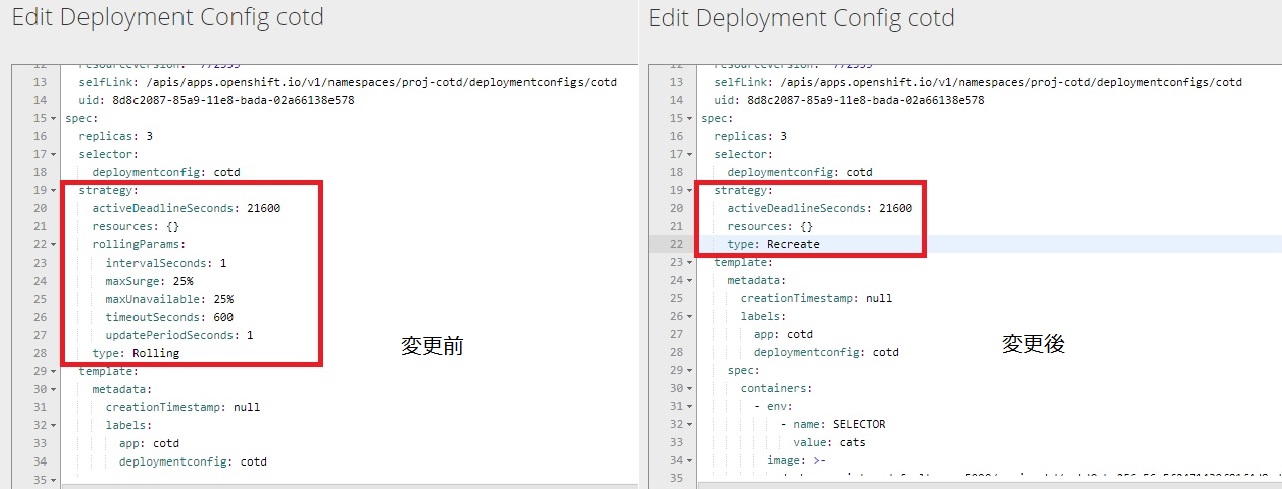 Edit Deployment Config cotd
13 selfLink: /apis/apps.openshift.io/v1/namespaces/proj-cotd/deploymentconfigs/cotd
14 uid: 8d8c2087-85a9-11e8-bada-02a66138e578
15 spec:
16 replicas: 3
17 selector:
18 deploymentconfig: cotd
19 strategy:
20 activeDeadlineSeconds: 21600
21 resources: {}
22 rollingParams:
23 intervalSeconds: 1
24 maxSurge: 25%
25 maxUnavailable: 25%
26 timeoutSeconds: 600
27 updatePeriodSeconds: 1
28 type: Rolling
29 template:
30 metadata:
31 creationTimestamp: null
32 labels:
33 app: cotd
34 deploymentconfig: cotd
35
変更前
Edit Deployment Config cotd
13 selfLink: /apis/apps.openshift.io/v1/namespaces/proj-cotd/deploymentconfigs/cotd
14 uid: 8d8c2087-85a9-11e8-bada-02a66138e578
15 spec:
16 replicas: 3
17 selector:
18 deploymentconfig: cotd
19 strategy:
20 activeDeadlineSeconds: 21600
21 resources: {}
22 type: Recreate
23 template:
24 metadata:
25 creationTimestamp: null
26 labels:
27 app: cotd
28 deploymentconfig: cotd
29 spec:
30 containers:
31 - env:
32 - name: SELECTOR
33 value: cats
34 image: >-
35
変更後